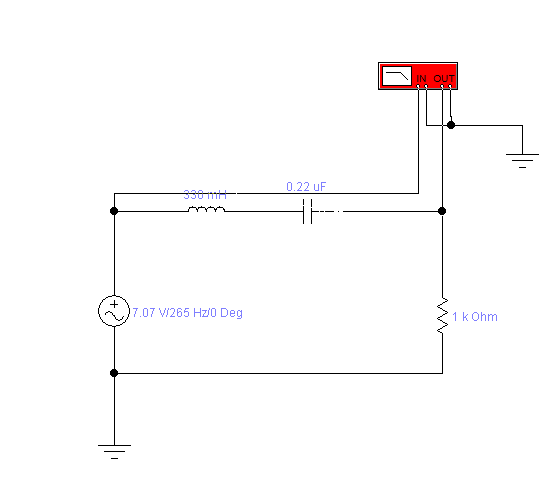 IN OUT
330 mH
0.22 uF
7.07 V/265 Hz/0 Deg
1 k Ohm